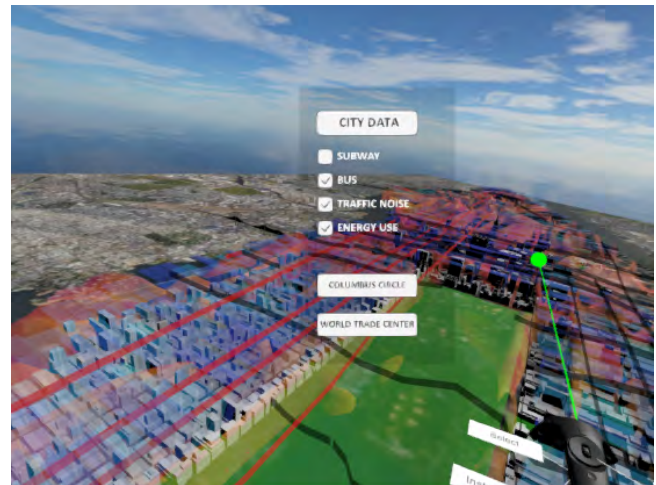 CITY DATA
SUBWAY
BUS
TRAFFIC NOISE
ENERGY USE
COLUMBUS CIRCLE
WORLD TRADE CENTER
Select